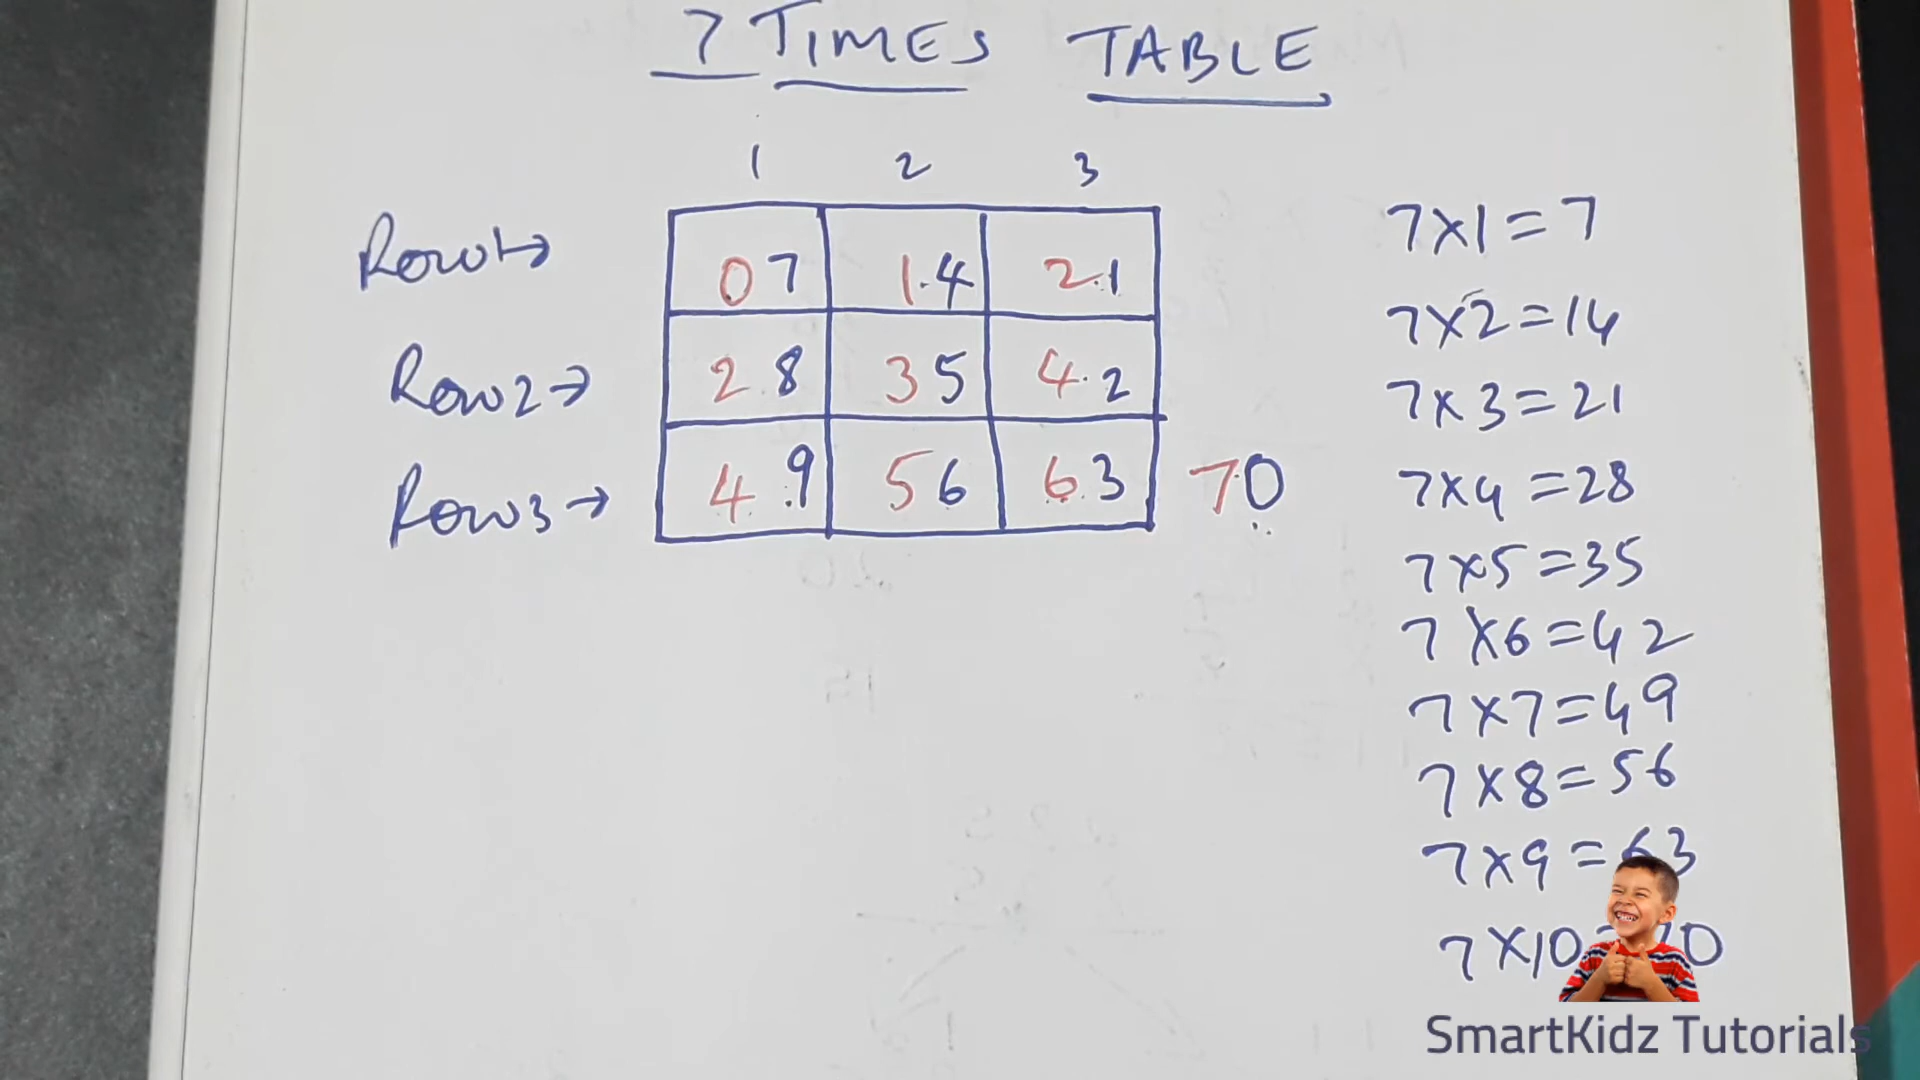 7 TIMES TABLE
1 2 3
Row1→ 07 14 21
Row2→ 28 35 42
Row3→ 49 56 63 70
7x1=7
7x2=14
7x3=21
7x4=28
7x5=35
7x6=42
7x7=49
7x8=56
7x9=63
7x10=70
SmartKidz Tutorials